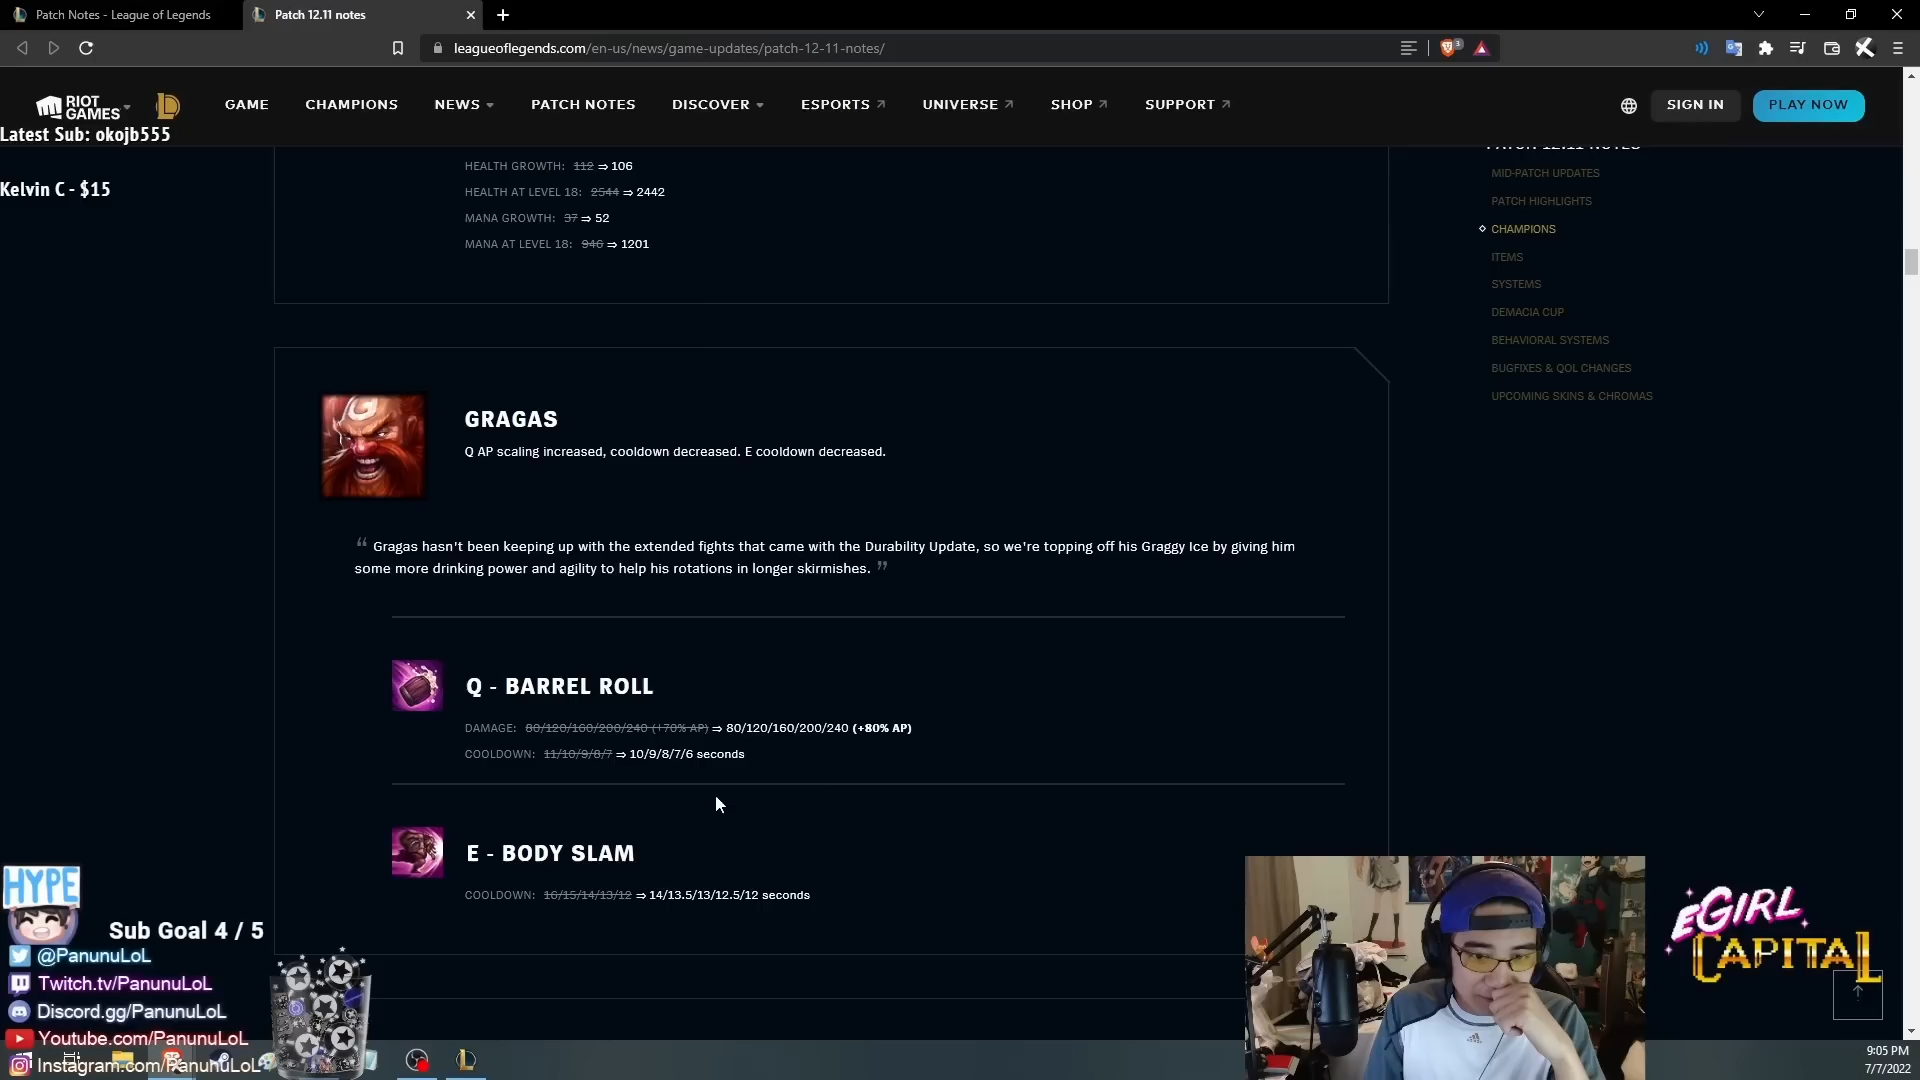 Patch Notes - League of Legends
Patch 12.11 notes
leagueoflegends.com/en-us/news/game-updates/patch-12-11-notes/
3
RIOT GAMES
GAME
CHAMPIONS
NEWS
PATCH NOTES
DISCOVER
ESPORTS
UNIVERSE
SHOP
SUPPORT
SIGN IN
PLAY NOW
Latest Sub: okojb555
Kelvin C - $15
HEALTH GROWTH: 112 ⇒ 106
HEALTH AT LEVEL 18: 2544 ⇒ 2442
MANA GROWTH: 37 ⇒ 52
MANA AT LEVEL 18: 946 ⇒ 1201
PATCH 12.11 NOTES
MID-PATCH UPDATES
PATCH HIGHLIGHTS
CHAMPIONS
ITEMS
SYSTEMS
DEMACIA CUP
BEHAVIORAL SYSTEMS
BUGFIXES & QOL CHANGES
UPCOMING SKINS & CHROMAS
GRAGAS
Q AP scaling increased, cooldown decreased. E cooldown decreased.
“ Gragas hasn't been keeping up with the extended fights that came with the Durability Update, so we're topping off his Graggy Ice by giving him
some more drinking power and agility to help his rotations in longer skirmishes. ”
Q - BARREL ROLL
DAMAGE: 80/120/160/200/240 (+70% AP) ⇒ 80/120/160/200/240 (+80% AP)
COOLDOWN: 11/10/9/8/7 ⇒ 10/9/8/7/6 seconds
E - BODY SLAM
COOLDOWN: 16/15/14/13/12 ⇒ 14/13.5/13/12.5/12 seconds
HYPE
Sub Goal 4 / 5
@PanunuLoL
Twitch.tv/PanunuLoL
Discord.gg/PanunuLoL
Youtube.com/PanunuLoL
Instagram.com/PanunuLoL
EGIRL
CAPITAL
9:05 PM
7/7/2022